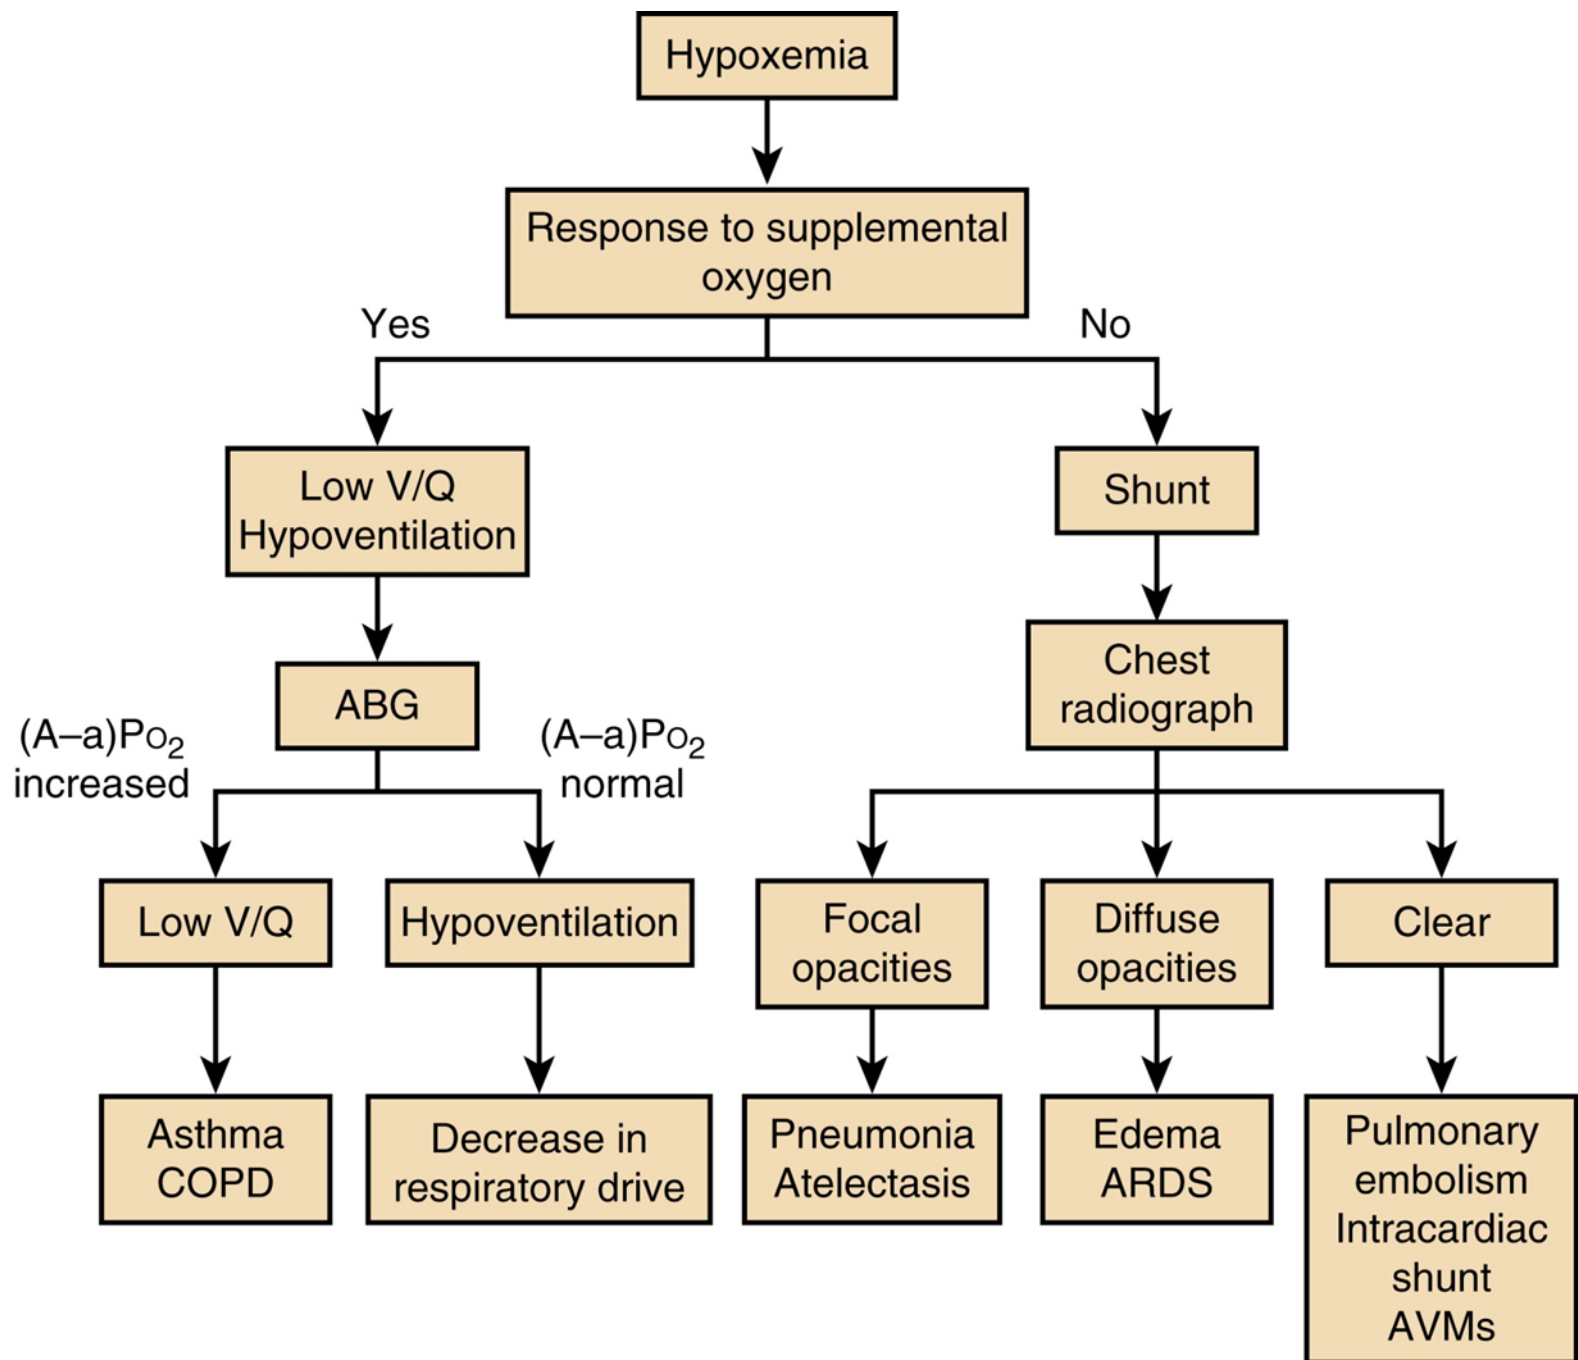 Hypoxemia
Response to supplemental
oxygen
Yes
No
Low V/Q
Hypoventilation
Shunt
ABG
Chest
radiograph
(A–a)PO₂
increased
(A–a)PO₂
normal
Low V/Q
Hypoventilation
Focal
opacities
Diffuse
opacities
Clear
Asthma
COPD
Decrease in
respiratory drive
Pneumonia
Atelectasis
Edema
ARDS
Pulmonary
embolism
Intracardiac
shunt
AVMs